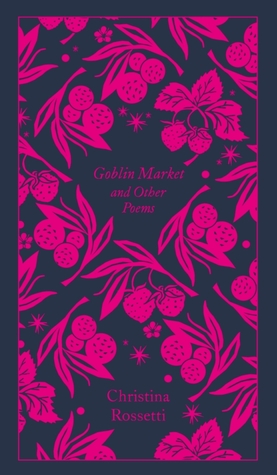 Goblin Market
and Other
Poems
Christina
Rossetti